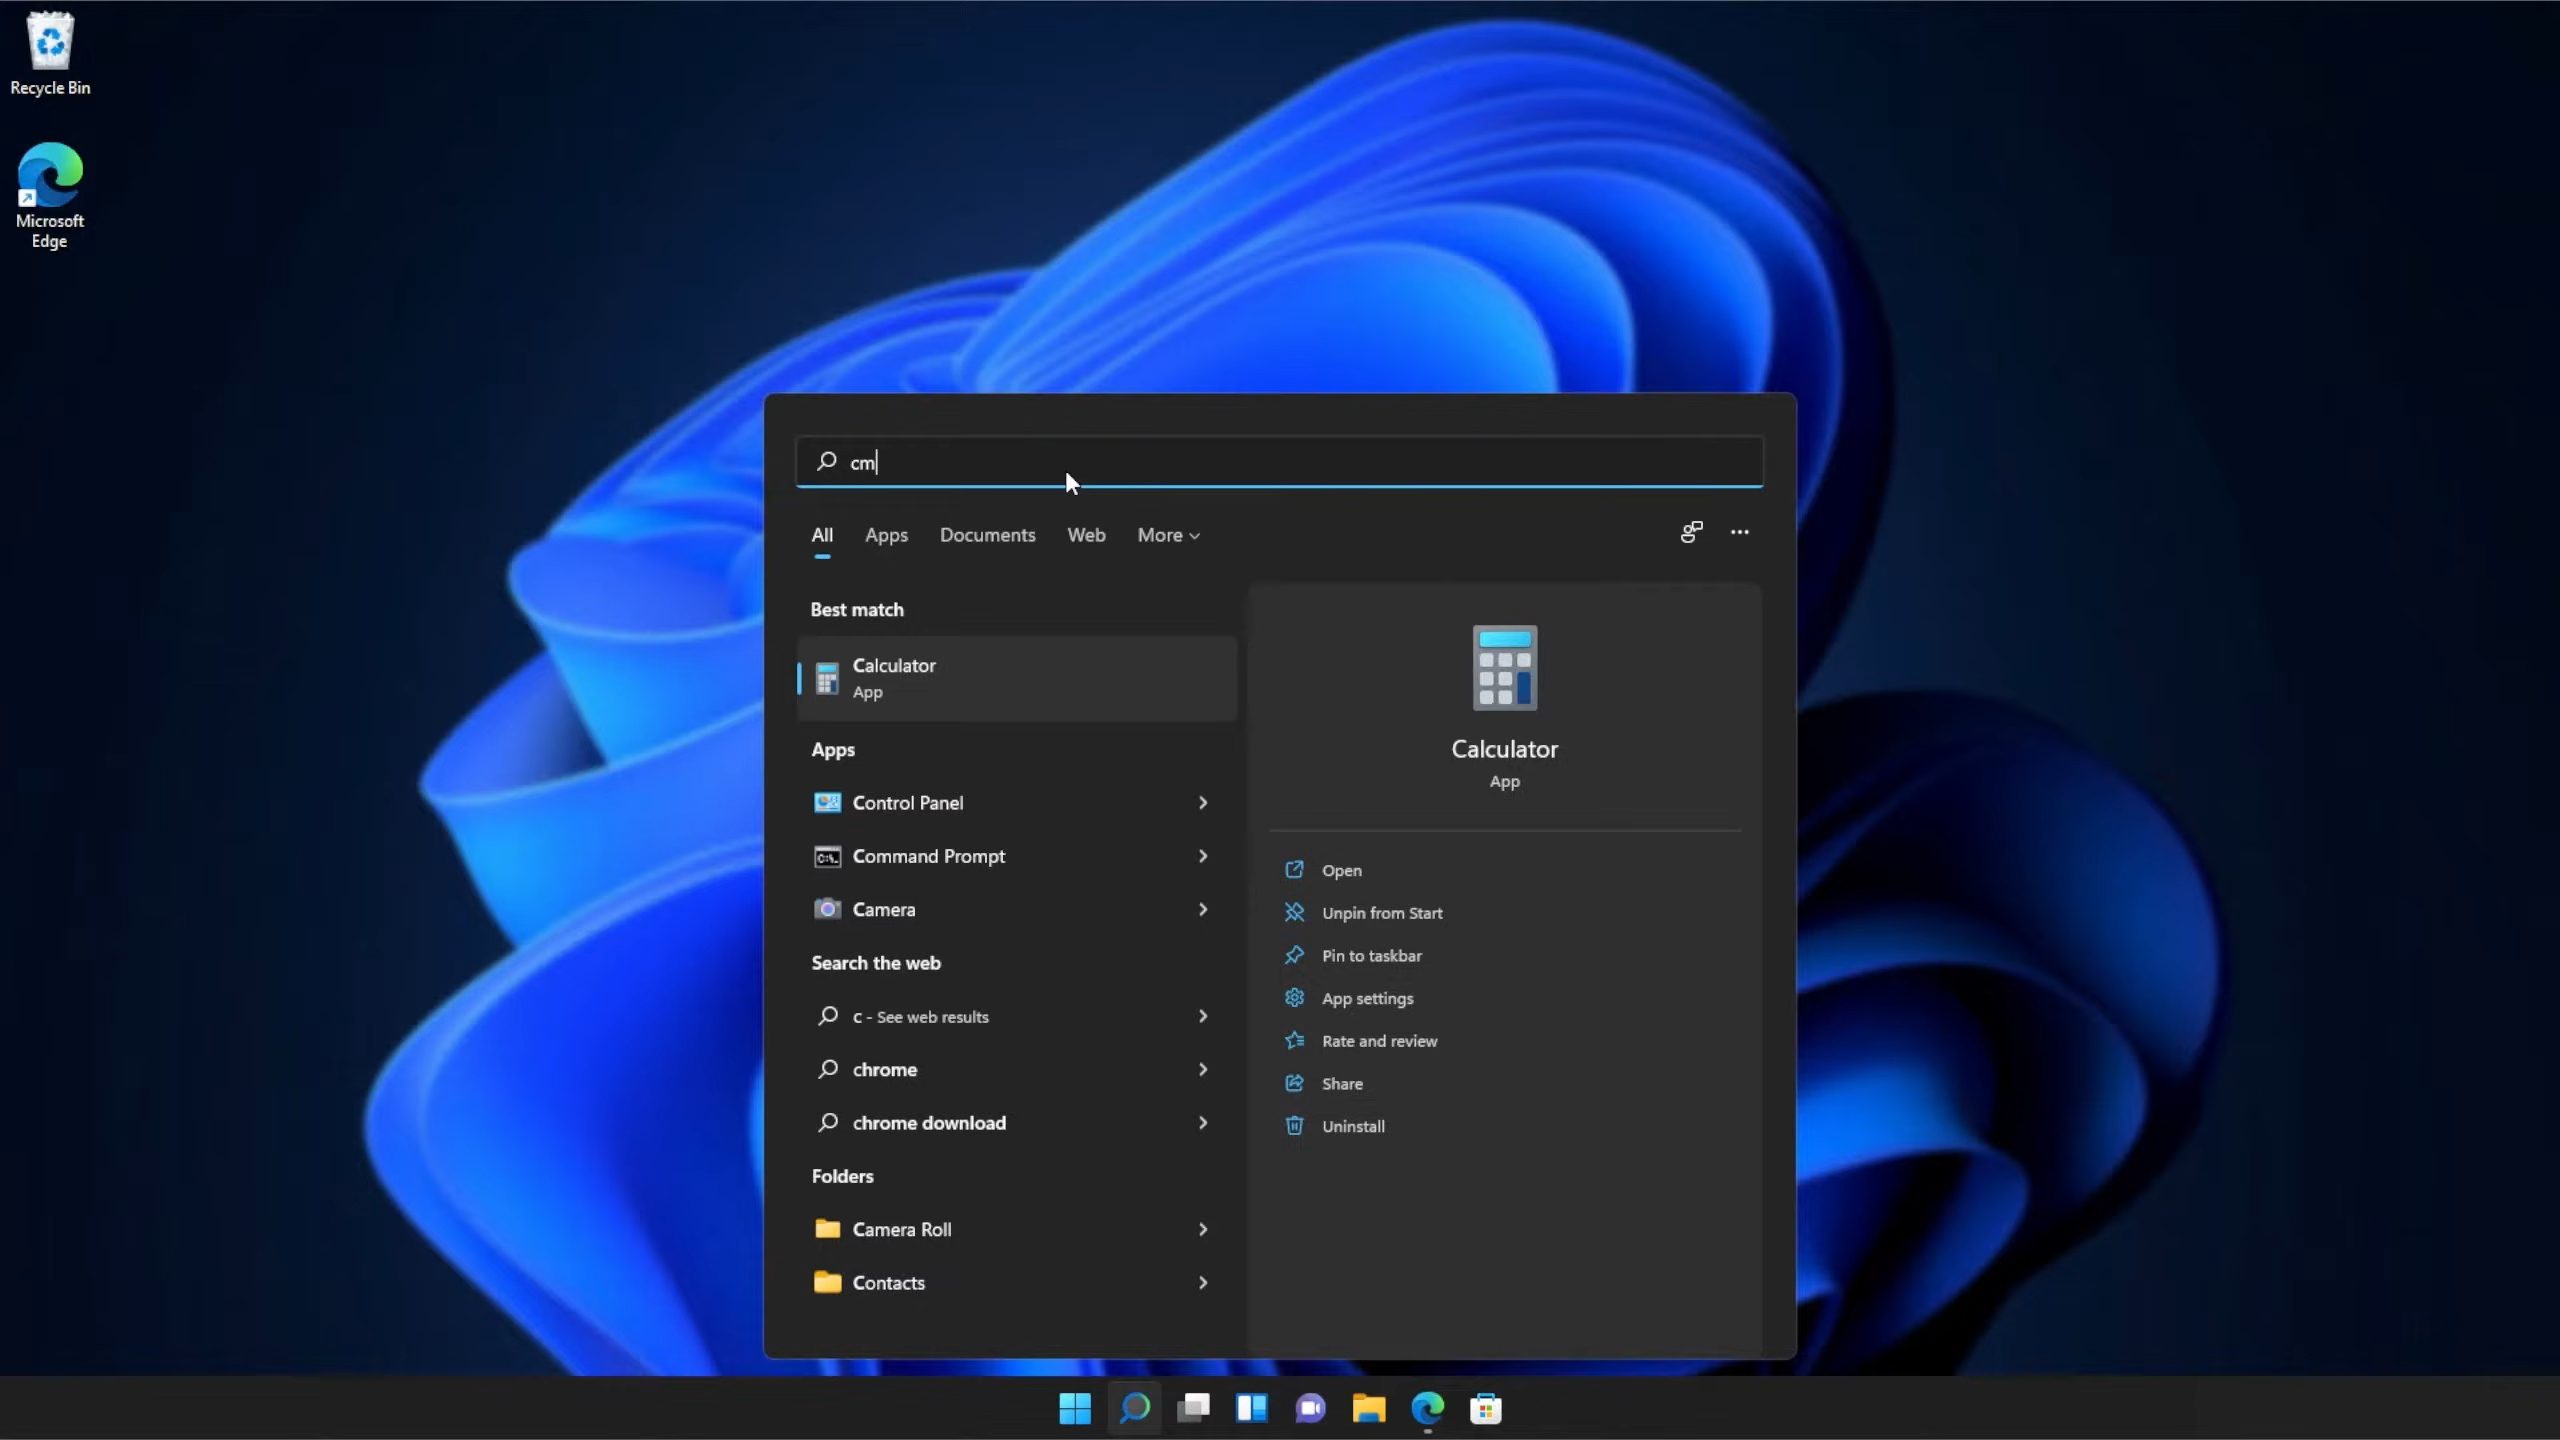 Recycle Bin
Microsoft
Edge
cm
All
Apps
Documents
Web
More
Best match
Calculator
App
Apps
Control Panel
Command Prompt
Camera
Search the web
c - See web results
chrome
chrome download
Folders
Camera Roll
Contacts
Calculator
App
Open
Unpin from Start
Pin to taskbar
App settings
Rate and review
Share
Uninstall